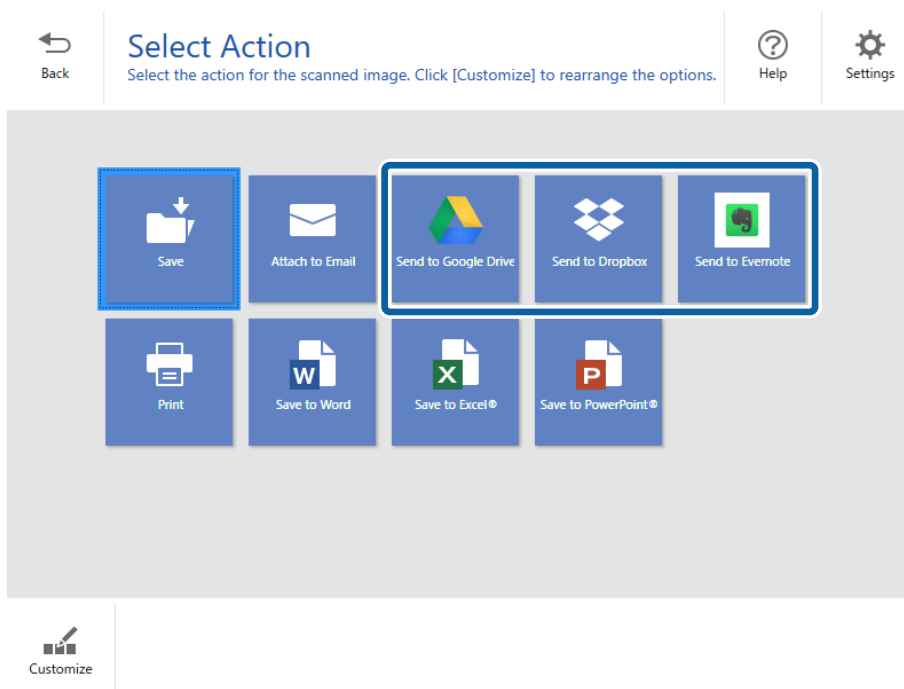 Back
Select Action
Select the action for the scanned image. Click [Customize] to rearrange the options.
Help
Settings
Save
Attach to Email
Send to Google Drive
Send to Dropbox
Send to Evernote
Print
W
Save to Word
X
Save to Excel®
P
Save to PowerPoint®
Customize